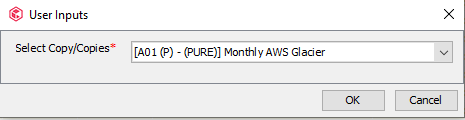 User Inputs
Select Copy/Copies* [A01 (P) - (PURE)] Monthly AWS Glacier
OK Cancel